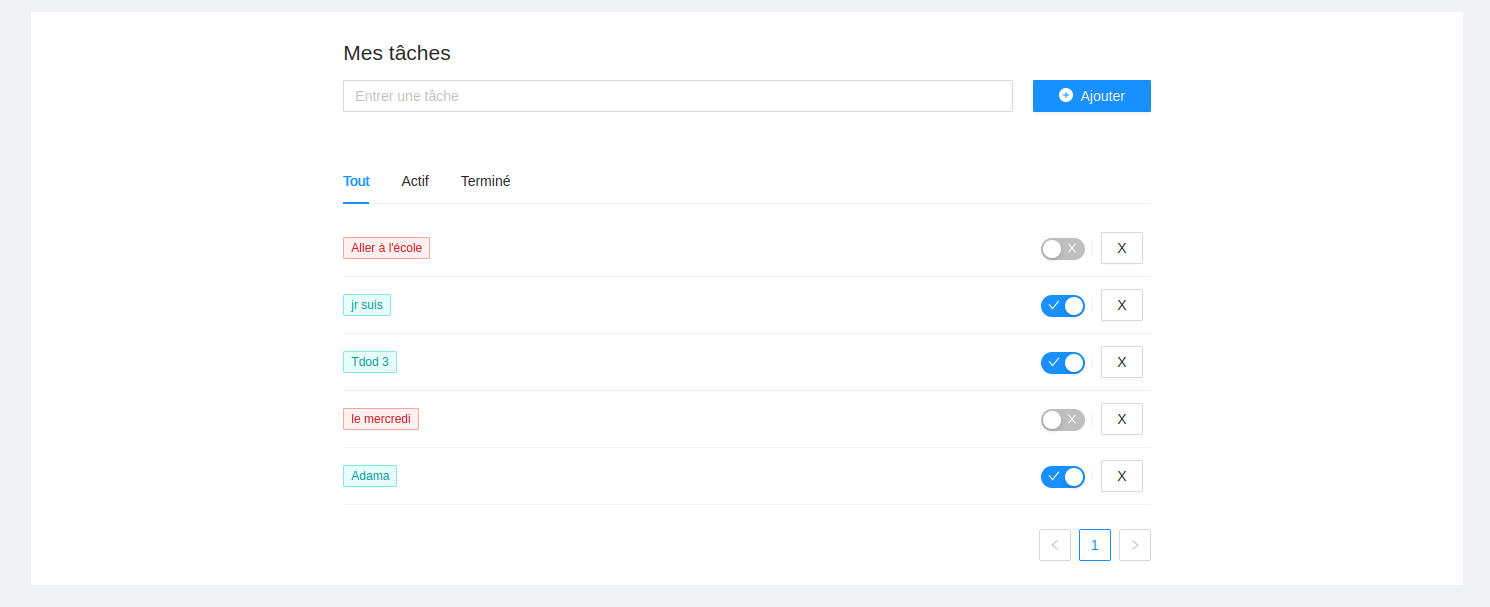 Mes tâches
Entrer une tâche
Ajouter
Tout Actif Terminé
Aller à l'école X
jr suis X
Tdod 3 X
le mercredi X
Adama X
1